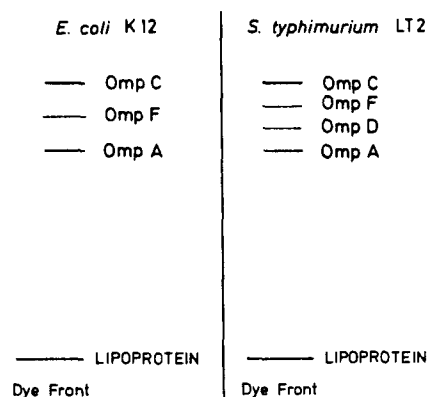 E. coli K12
Omp C
Omp F
Omp A
LIPOPROTEIN
Dye Front
S. typhimurium LT2
Omp C
Omp F
Omp D
Omp A
LIPOPROTEIN
Dye Front